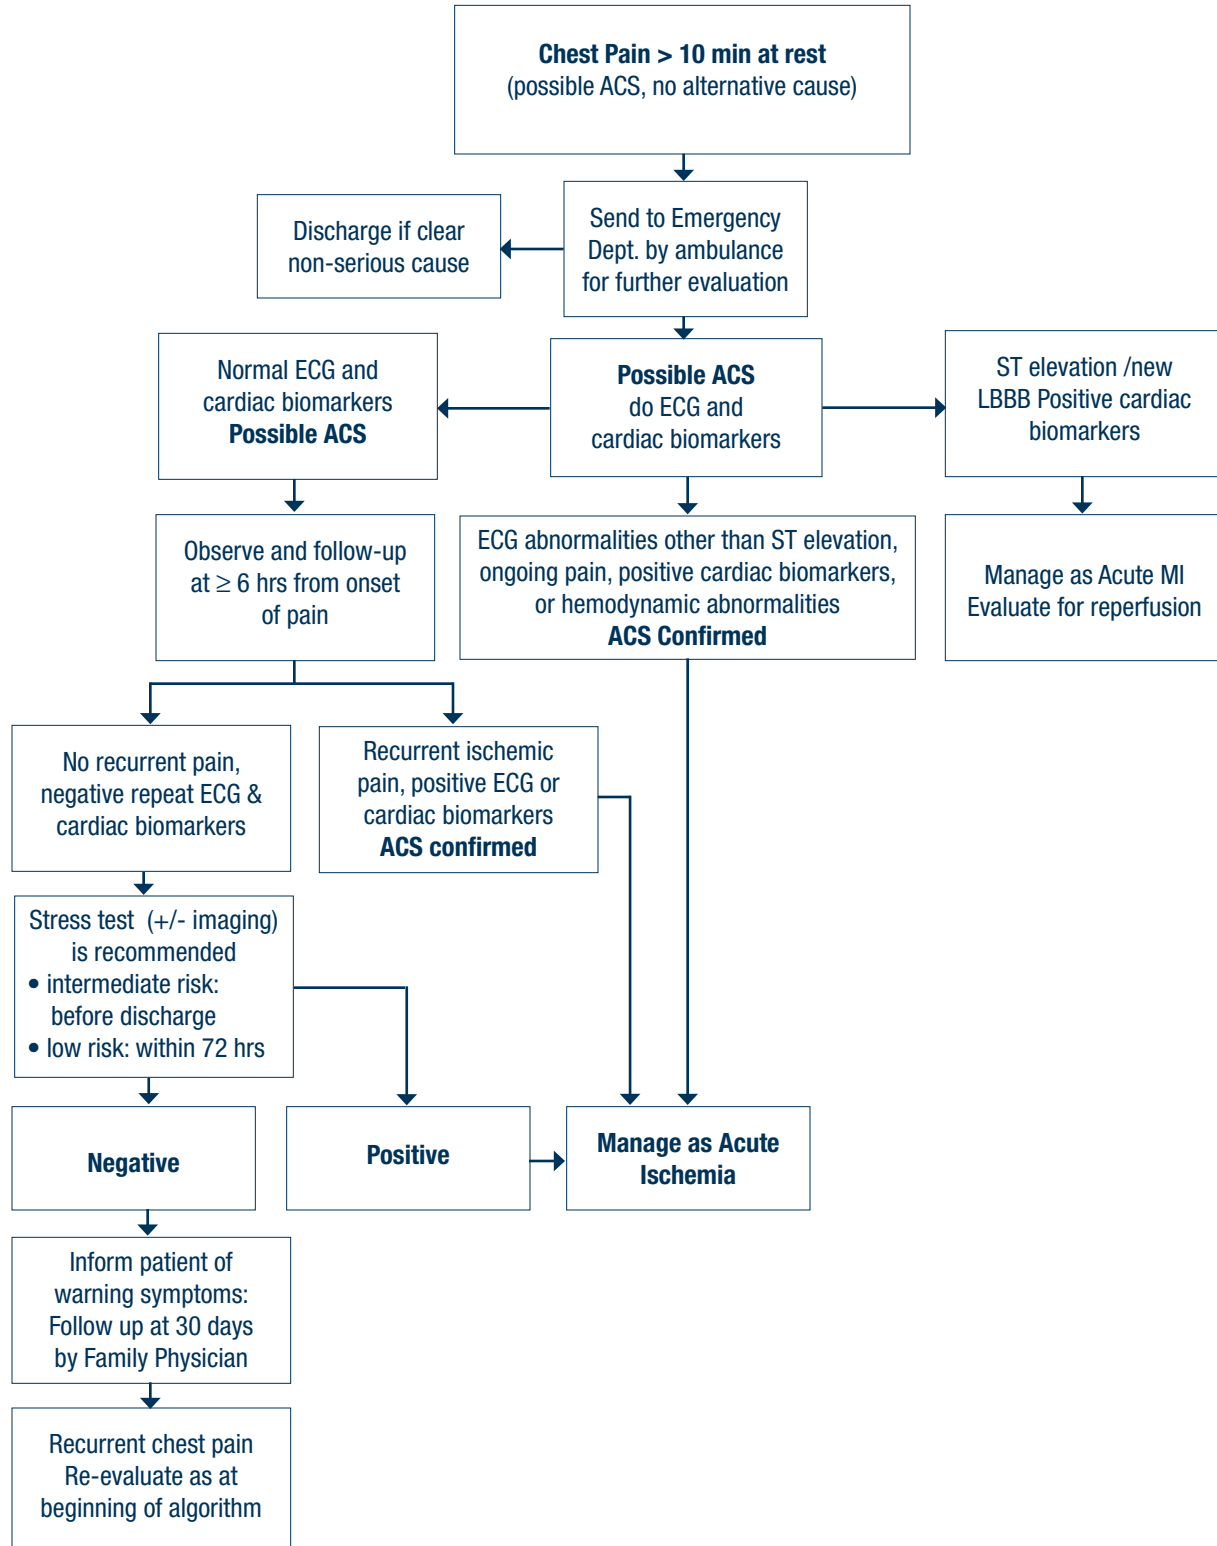 Chest Pain > 10 min at rest
(possible ACS, no alternative cause)
Send to Emergency
Dept. by ambulance
for further evaluation
Discharge if clear
non-serious cause
Possible ACS
do ECG and
cardiac biomarkers
Normal ECG and
cardiac biomarkers
Possible ACS
ST elevation /new
LBBB Positive cardiac
biomarkers
Observe and follow-up
at ≥ 6 hrs from onset
of pain
ECG abnormalities other than ST elevation,
ongoing pain, positive cardiac biomarkers,
or hemodynamic abnormalities
ACS Confirmed
Manage as Acute MI
Evaluate for reperfusion
No recurrent pain,
negative repeat ECG &
cardiac biomarkers
Recurrent ischemic
pain, positive ECG or
cardiac biomarkers
ACS confirmed
Stress test (+/- imaging)
is recommended
• intermediate risk:
before discharge
• low risk: within 72 hrs
Negative
Positive
Manage as Acute
Ischemia
Inform patient of
warning symptoms:
Follow up at 30 days
by Family Physician
Recurrent chest pain
Re-evaluate as at
beginning of algorithm